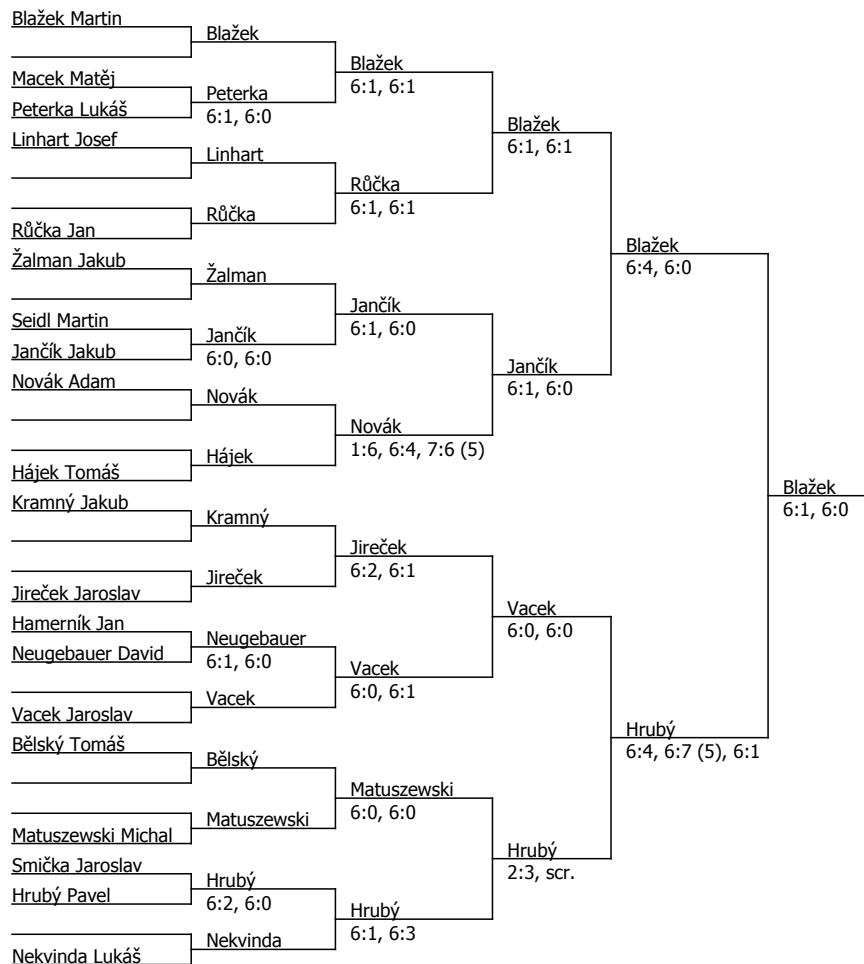 Blažek Martin
Blažek
Blažek
6:1, 6:1
Macek Matěj
Peterka
6:1, 6:0
Peterka Lukáš
Blažek
6:1, 6:1
Linhart Josef
Linhart
Růčka
6:1, 6:1
Růčka
Růčka Jan
Blažek
6:4, 6:0
Žalman Jakub
Žalman
Jančík
6:1, 6:0
Seidl Martin
Jančík
6:0, 6:0
Jančík Jakub
Jančík
6:1, 6:0
Novák Adam
Novák
Novák
1:6, 6:4, 7:6 (5)
Hájek
Hájek Tomáš
Blažek
6:1, 6:0
Kramný Jakub
Kramný
Jireček
6:2, 6:1
Jireček
Jireček Jaroslav
Vacek
6:0, 6:0
Hamerník Jan
Neugebauer
6:1, 6:0
Neugebauer David
Vacek
6:0, 6:1
Vacek
Vacek Jaroslav
Hrubý
6:4, 6:7 (5), 6:1
Bělský Tomáš
Bělský
Matuszewski
6:0, 6:0
Matuszewski
Matuszewski Michal
Hrubý
2:3, scr.
Smička Jaroslav
Hrubý
6:2, 6:0
Hrubý Pavel
Hrubý
6:1, 6:3
Nekvinda
Nekvinda Lukáš